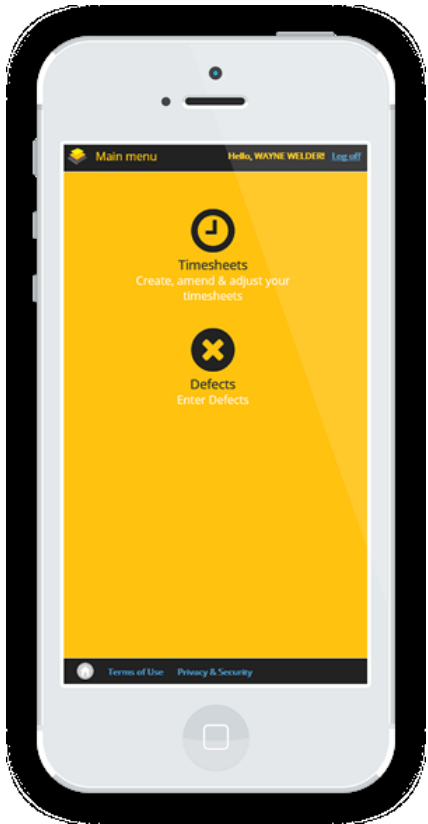 Main menu Hello, WAYNE WELDER! Log off
Timesheets
Create, amend & adjust your
timesheets
Defects
Enter Defects
Terms of Use Privacy & Security